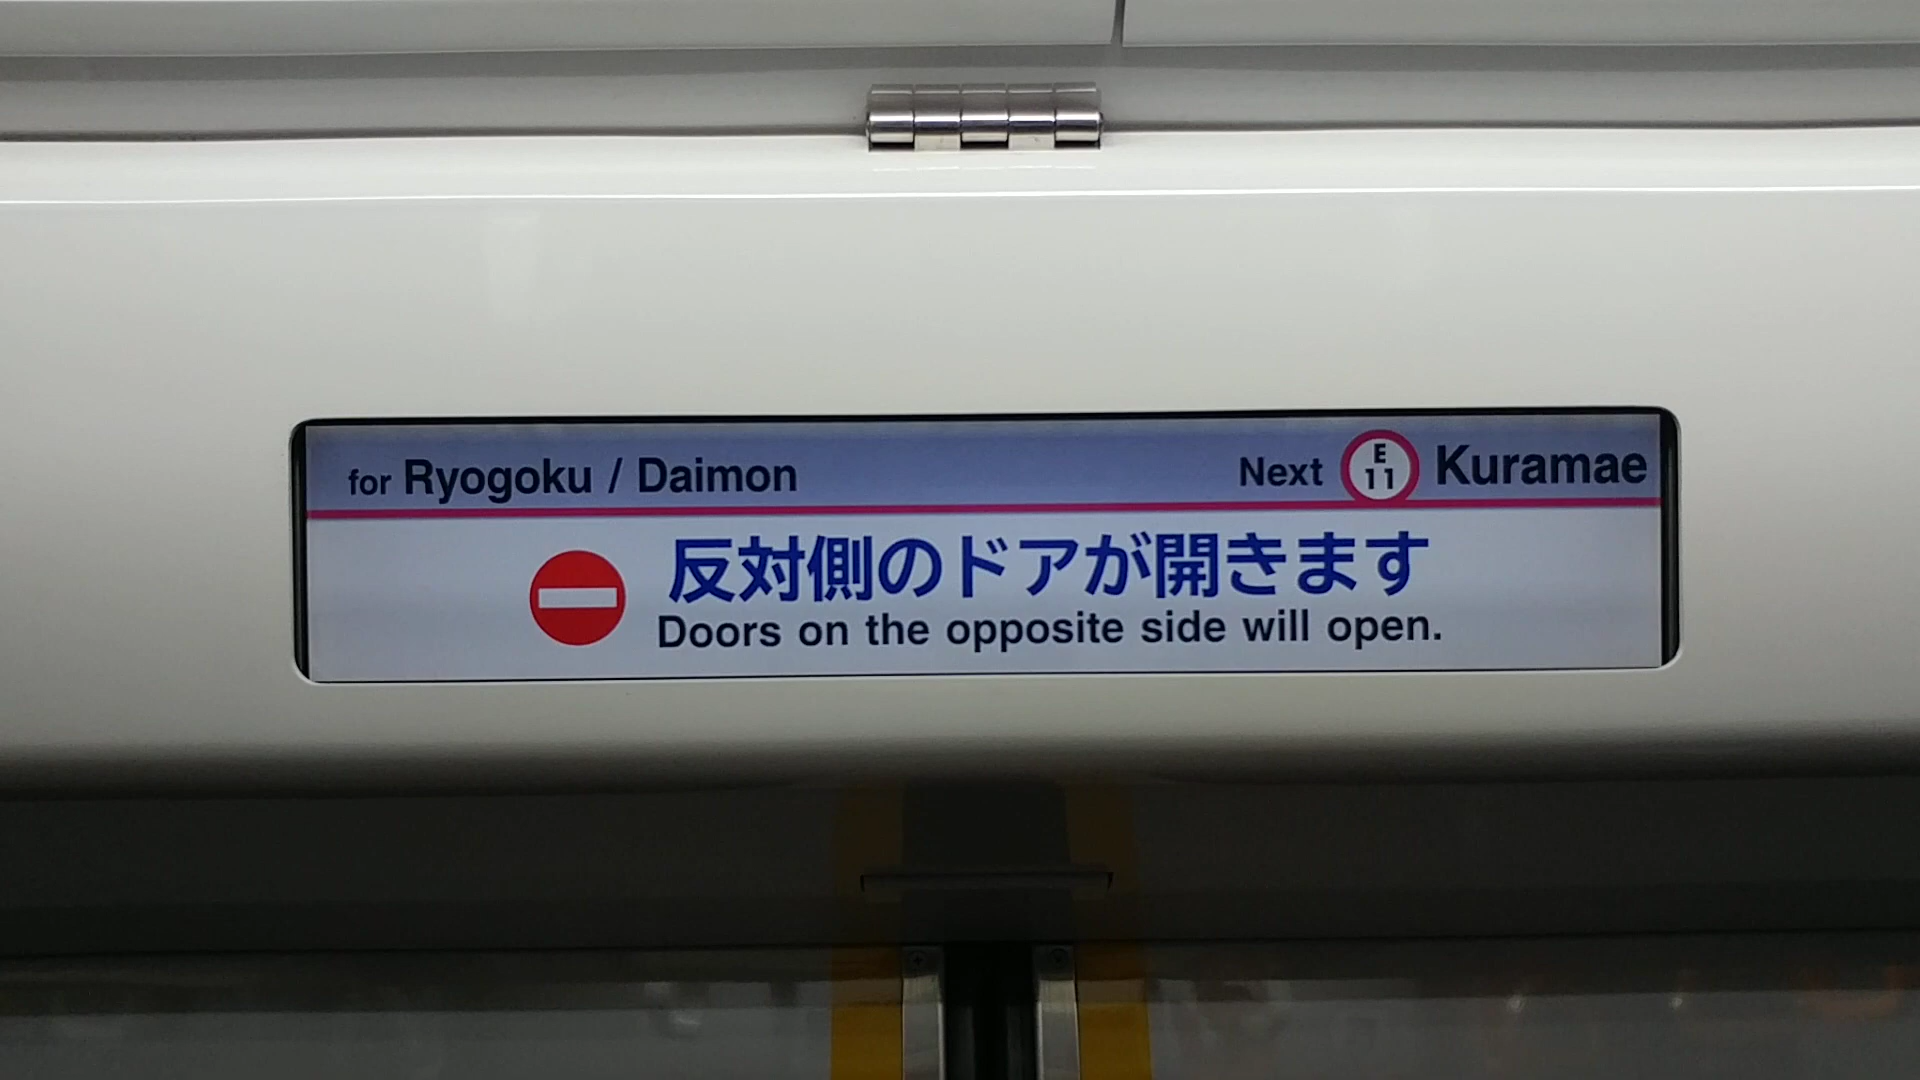 for Ryogoku / Daimon
Next E 11 Kuramae
反対側のドアが開きます
Doors on the opposite side will open.